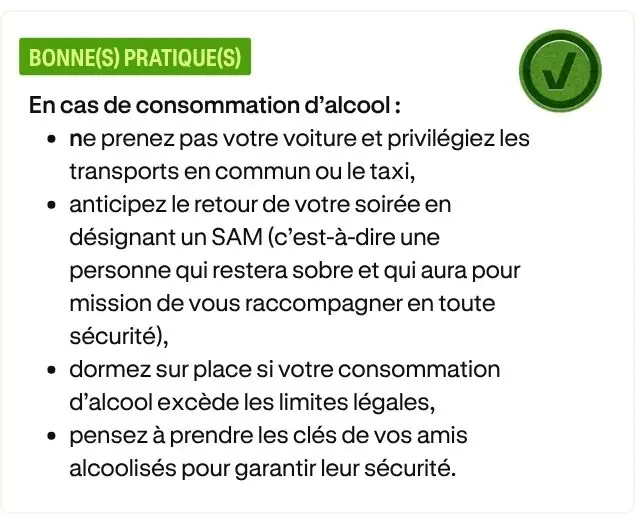 BONNE(S) PRATIQUE(S)
En cas de consommation d’alcool :
• ne prenez pas votre voiture et privilégiez les
transports en commun ou le taxi,
• anticipez le retour de votre soirée en
désignant un SAM (c’est-à-dire une
personne qui restera sobre et qui aura pour
mission de vous raccompagner en toute
sécurité),
• dormez sur place si votre consommation
d’alcool excède les limites légales,
• pensez à prendre les clés de vos amis
alcoolisés pour garantir leur sécurité.